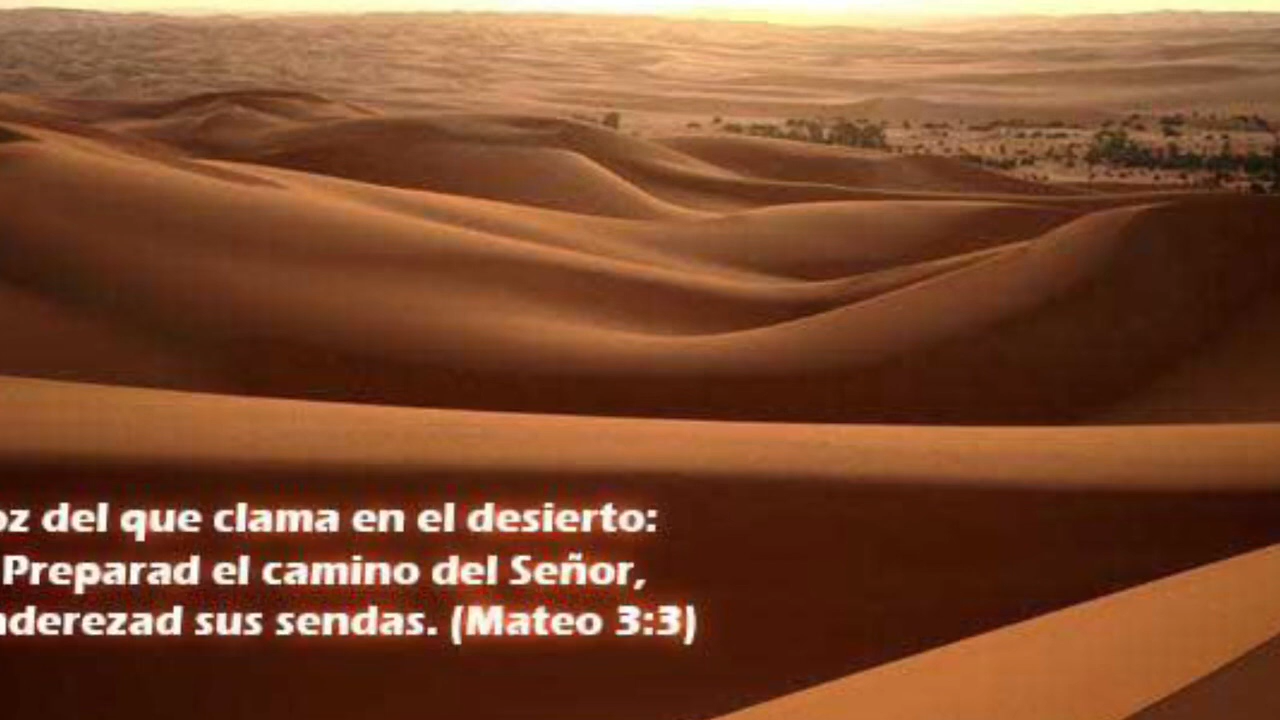 oz del que clama en el desierto:
Preparad el camino del Señor,
nderezad sus sendas. (Mateo 3:3)